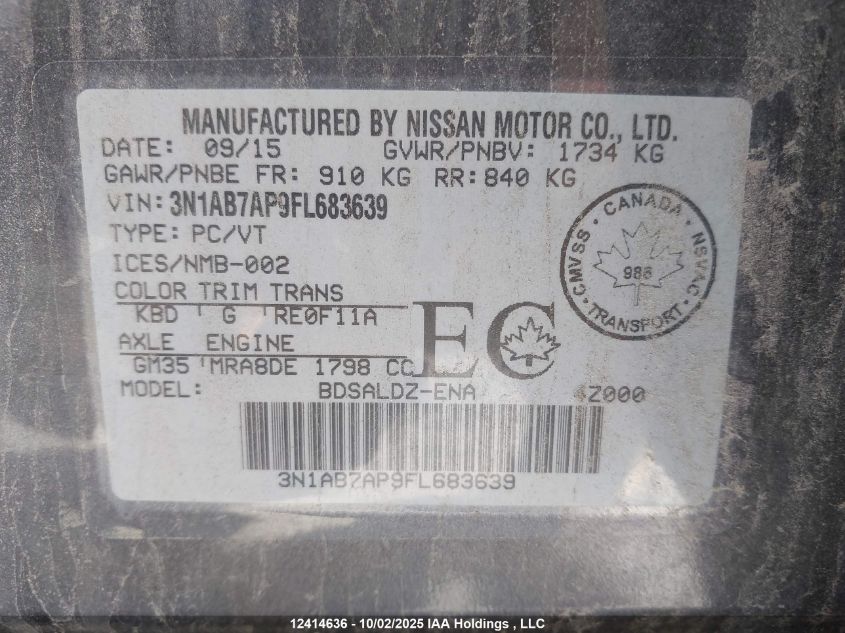 MANUFACTURED BY NISSAN MOTOR CO., LTD.
DATE: 09/15 GVWR/PNBV: 1734 KG
GAWR/PNBE FR: 910 KG RR:840 KG
VIN:3N1AB7AP9FL683639
TYPE: PC/VT
ICES/NMB-002
COLOR TRIM TRANS
KBD G RE0F11A
AXLE ENGINE
GM35 MRA8DE 1798 CC
MODEL: BDSALDZ-ENA 4Z000
EC
CANADA
CMVSS · NSVAC
TRANSPORT
3N1AB7AP9FL683639
12414636 - 10/02/2025 IAA Holdings , LLC